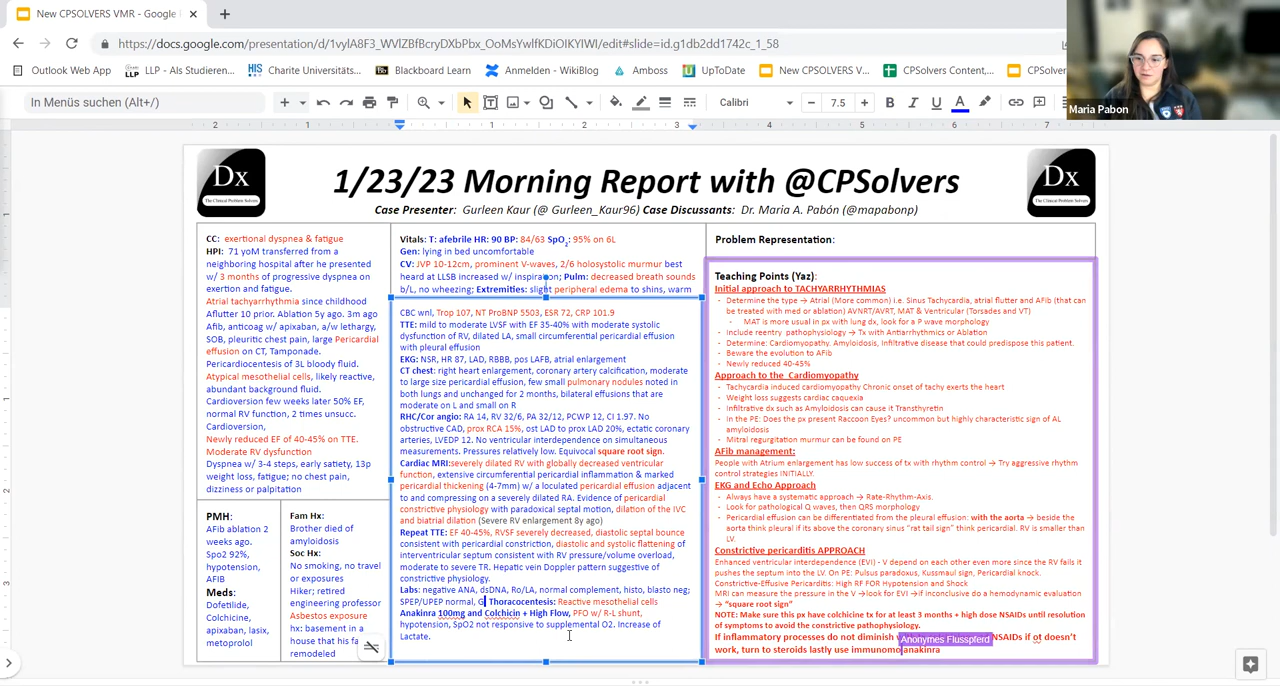 New CPSOLVERS VMR - Google
https://docs.google.com/presentation/d/1vylA8F3_WVlZBfBcryDXbPbx_OoMsYwlfKDiOlKYIWI/edit#slide=id.g1db2dd1742c_1_58
Outlook Web App
LLP - Als Studieren...
Charite Universitäts...
Blackboard Learn
Anmelden - WikiBlog
Amboss
UpToDate
New CPSOLVERS V...
CPSolvers Content,...
CPSolver
Maria Pabon
In Menüs suchen (Alt+/)
Calibri
7.5
2 1 1 2 3 4 5 6 7
Dx
The Clinical Problem Solvers
1/23/23 Morning Report with @CPSolvers
Case Presenter: Gurleen Kaur (@ Gurleen_Kaur96) Case Discussants: Dr. Maria A. Pabón (@mapabonp)
Dx
The Clinical Problem Solvers
CC: exertional dyspnea & fatigue
HPI: 71 yoM transferred from a
neighboring hospital after he presented
w/ 3 months of progressive dyspnea on
exertion and fatigue.
Atrial tachyarrhythmia since childhood
Aflutter 10 prior. Ablation 5y ago. 3m ago
Afib, anticoag w/ apixaban, a/w lethargy,
SOB, pleuritic chest pain, large Pericardial
effusion on CT, Tamponade.
Pericardiocentesis of 3L bloody fluid.
Atypical mesothelial cells, likely reactive,
abundant background fluid.
Cardioversion few weeks later 50% EF,
normal RV function, 2 times unsucc.
Cardioversion,
Newly reduced EF of 40-45% on TTE.
Moderate RV dysfunction
Dyspnea w/ 3-4 steps, early satiety, 13p
weight loss, fatigue; no chest pain,
dizziness or palpitation
PMH:
AFib ablation 2
weeks ago.
Spo2 92%,
hypotension,
AFIB
Meds:
Dofetilide,
Colchicine,
apixaban, lasix,
metoprolol
Fam Hx:
Brother died of
amyloidosis
Soc Hx:
No smoking, no travel
or exposures
Hiker; retired
engineering professor
Asbestos exposure
hx: basement in a
house that his fa
remodeled
Vitals: T: afebrile HR: 90 BP: 84/63 SpO2: 95% on 6L
Gen: lying in bed uncomfortable
CV: JVP 10-12cm, prominent V-waves, 2/6 holosystolic murmur best
heard at LLSB increased w/ inspiration; Pulm: decreased breath sounds
b/L, no wheezing; Extremities: slight peripheral edema to shins, warm
CBC wnl, Trop 107, NT ProBNP 5503, ESR 72, CRP 101.9
TTE: mild to moderate LVSF with EF 35-40% with moderate systolic
dysfunction of RV, dilated LA, small circumferential pericardial effusion
with pleural effusion
EKG: NSR, HR 87, LAD, RBBB, pos LAFB, atrial enlargement
CT chest: right heart enlargement, coronary artery calcification, moderate
to large size pericardial effusion, few small pulmonary nodules noted in
both lungs and unchanged for 2 months, bilateral effusions that are
moderate on L and small on R
RHC/Cor angio: RA 14, RV 32/6, PA 32/12, PCWP 12, CI 1.97. No
obstructive CAD, prox RCA 15%, ost LAD to prox LAD 20%, ectatic coronary
arteries, LVEDP 12. No ventricular interdependence on simultaneous
measurements. Pressures relatively low. Equivocal square root sign.
Cardiac MRI:severely dilated RV with globally decreased ventricular
function, extensive circumferential pericardial inflammation & marked
pericardial thickening (4-7mm) w/ a loculated pericardial effusion adjacent
to and compressing on a severely dilated RA. Evidence of pericardial
constrictive physiology with paradoxical septal motion, dilation of the IVC
and biatrial dilation (Severe RV enlargement 8y ago)
Repeat TTE: EF 40-45%, RVSF severely decreased, diastolic septal bounce
consistent with pericardial constriction, diastolic and systolic flattening of
interventricular septum consistent with RV pressure/volume overload,
moderate to severe TR. Hepatic vein Doppler pattern suggestive of
constrictive physiology.
Labs: negative ANA, dsDNA, Ro/LA, normal complement, histo, blasto neg;
SPEP/UPEP normal, G Thoracocentesis: Reactive mesothelial cells
Anakinra 100mg and Colchicin + High Flow, PFO w/ R-L shunt,
hypotension, SpO2 not responsive to supplemental O2. Increase of
Lactate.
Problem Representation:
Teaching Points (Yaz):
Initial approach to TACHYARRHYTMIAS
- Determine the type → Atrial (More common) i.e. Sinus Tachycardia, atrial flutter and AFib (that can
be treated with med or ablation) AVNRT/AVRT, MAT & Ventricular (Torsades and VT)
- MAT is more usual in px with lung dz, look for a P wave morphology
- Include reentry pathophysiology → Tx with Antiarrhythmics or Ablation
- Determine: Cardiomyopathy. Amyloidosis, Infiltrative disease that could predispose this patient.
- Beware the evolution to AFib
- Newly reduced 40-45%
Approach to the Cardiomyopathy
- Tachycardia induced cardiomyopathy Chronic onset of tachy exerts the heart
- Weight loss suggests cardiac caquexia
- Infiltrative dx such as Amyloidosis can cause it Transthyretin
- In the PE: Does the px present Raccoon Eyes? uncommon but highly characteristic sign of AL
amyloidosis
- Mitral regurgitation murmur can be found on PE
AFib management:
People with Atrium enlargement has low success of tx with rhythm control → Try aggressive rhythm
control strategies INITIALLY.
EKG and Echo Approach
- Always have a systematic approach → Rate-Rhythm-Axis.
- Look for pathological Q waves, then QRS morphology
- Pericardial effusion can be differentiated from the pleural effusion: with the aorta → beside the
aorta think pleural if its above the coronary sinus “rat tail sign” think pericardial. RV is smaller than
LV.
Constrictive pericarditis APPROACH
Enhanced ventricular interdependence (EVI) - V depend on each other even more since the RV fails it
pushes the septum into the LV. On PE: Pulsus paradoxus, Kussmaul sign, Pericardial knock.
Constrictive-Effusive Pericarditis: High RF FOR Hypotension and Shock
MRI can measure the pressure in the V →look for EVI →if inconclusive do a hemodynamic evaluation
→ “square root sign”
NOTE: Make sure this px have colchicine tx for at least 3 months + high dose NSAIDs until resolution
of symptoms to avoid the constrictive pathophysiology.
If inflammatory processes do not diminish Anonymes Flusspferd NSAIDs if ot doesn’t
work, turn to steroids lastly use immunomo anakinra